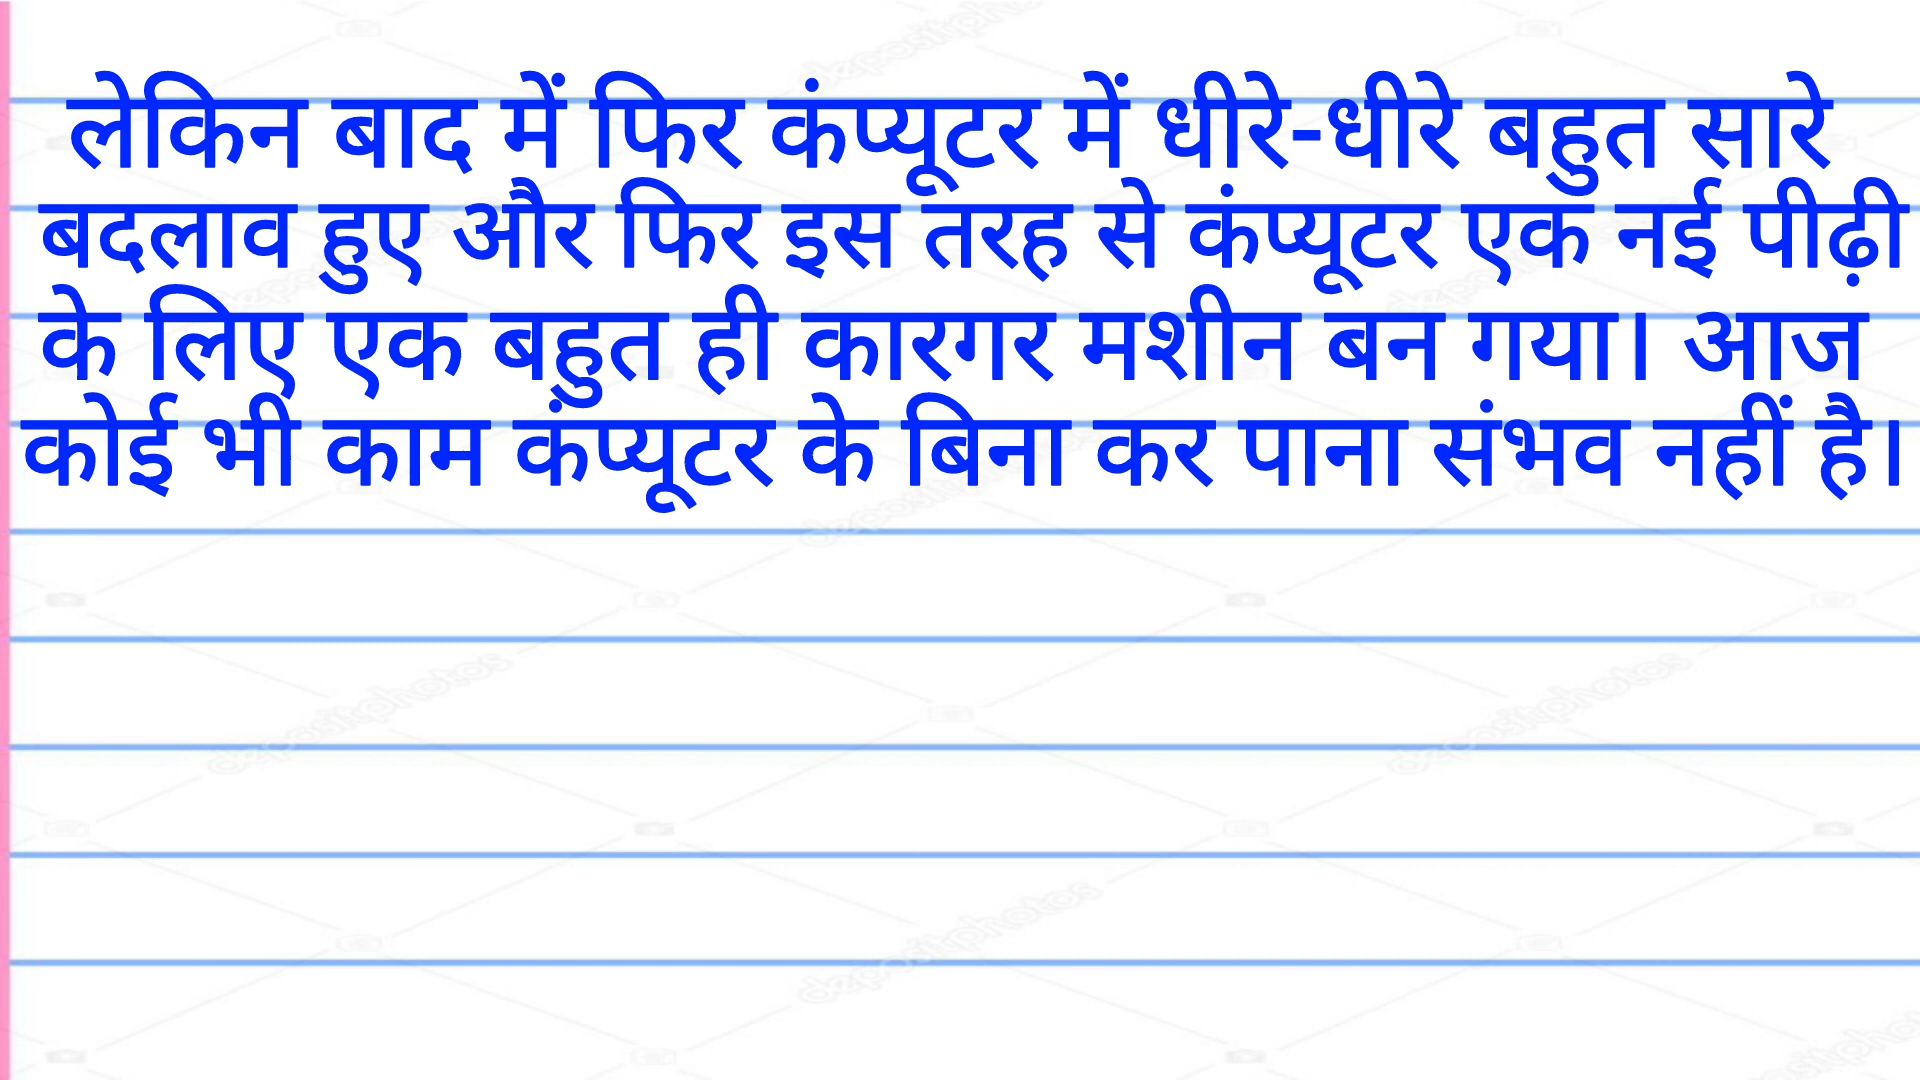 लेकिन बाद में फिर कंप्यूटर में धीरे-धीरे बहुत सारे
बदलाव हुए और फिर इस तरह से कंप्यूटर एक नई पीढ़ी
के लिए एक बहुत ही कारगर मशीन बन गया। आज
कोई भी काम कंप्यूटर के बिना कर पाना संभव नहीं है।